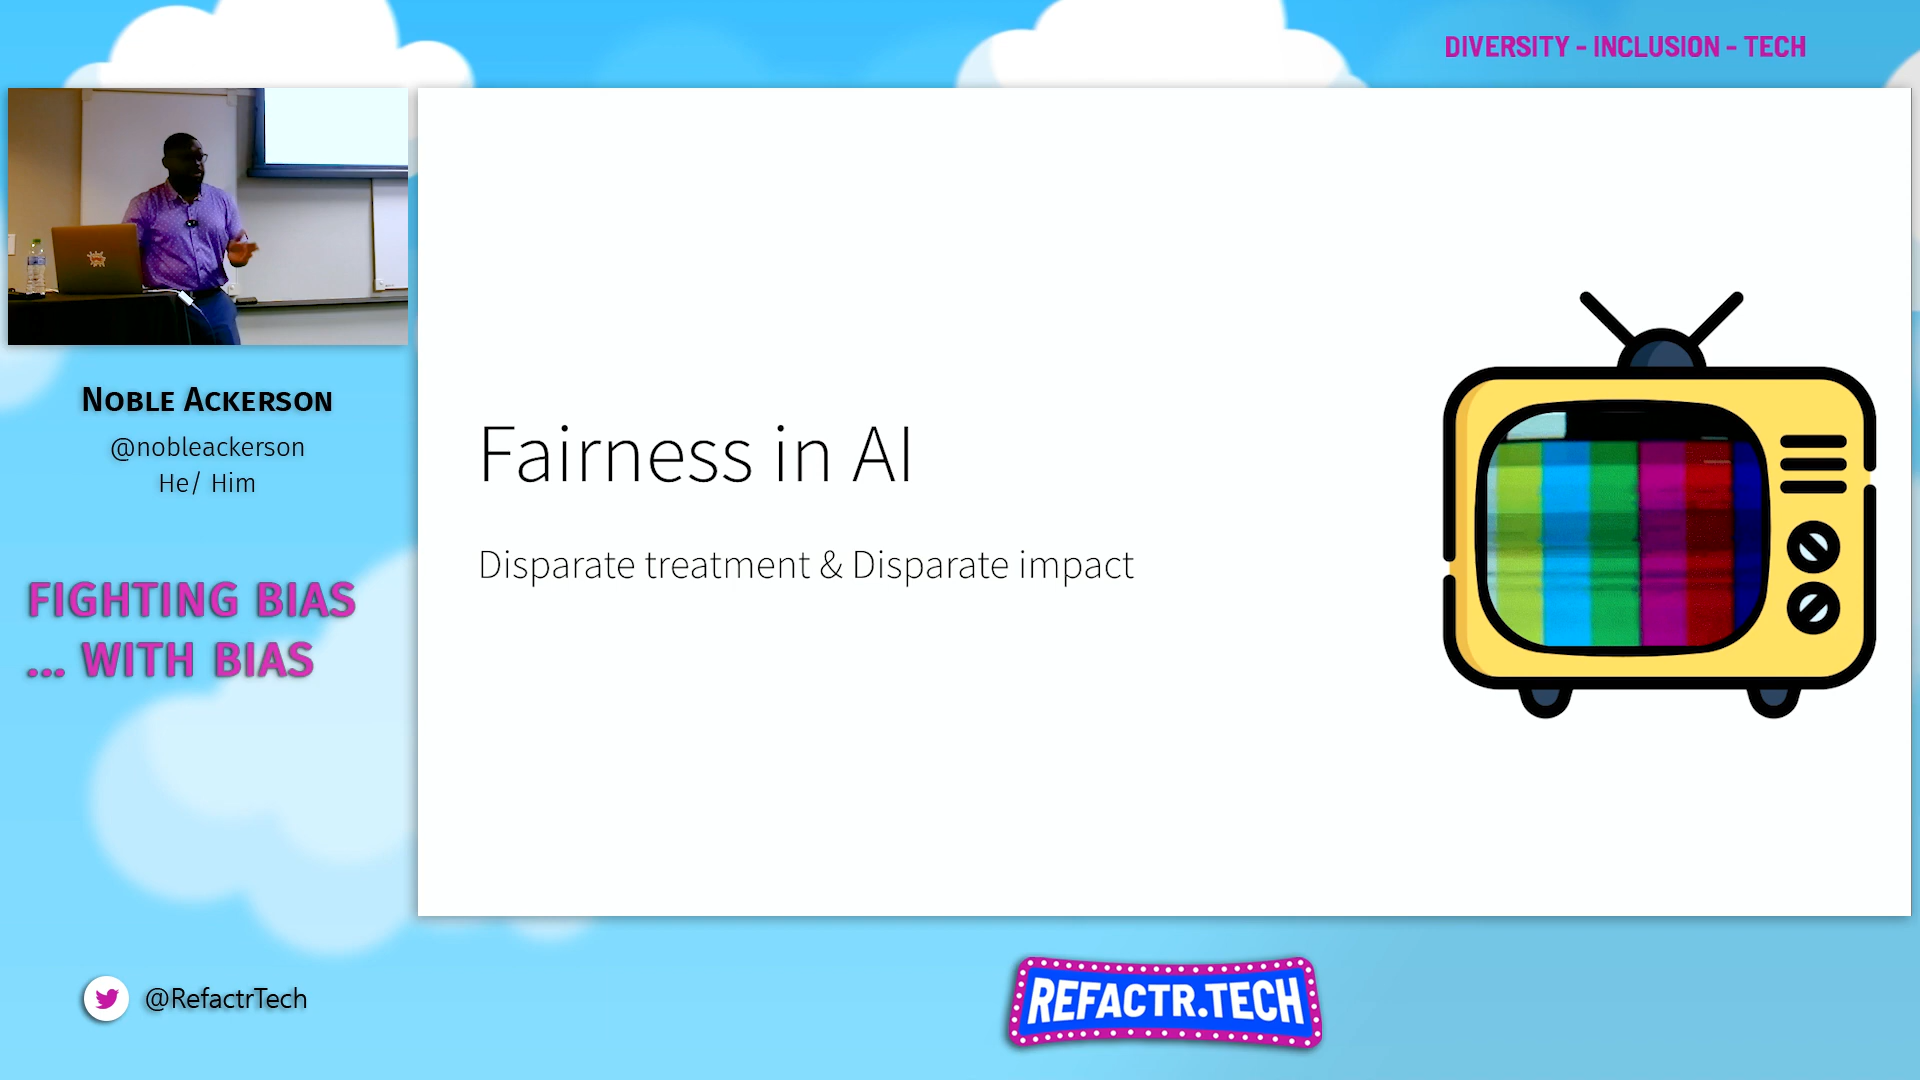 DIVERSITY - INCLUSION - TECH
NOBLE ACKERSON
@nobleackerson
He/ Him
FIGHTING BIAS
... WITH BIAS
Fairness in AI
Disparate treatment & Disparate impact
@RefactrTech
REFACTR.TECH